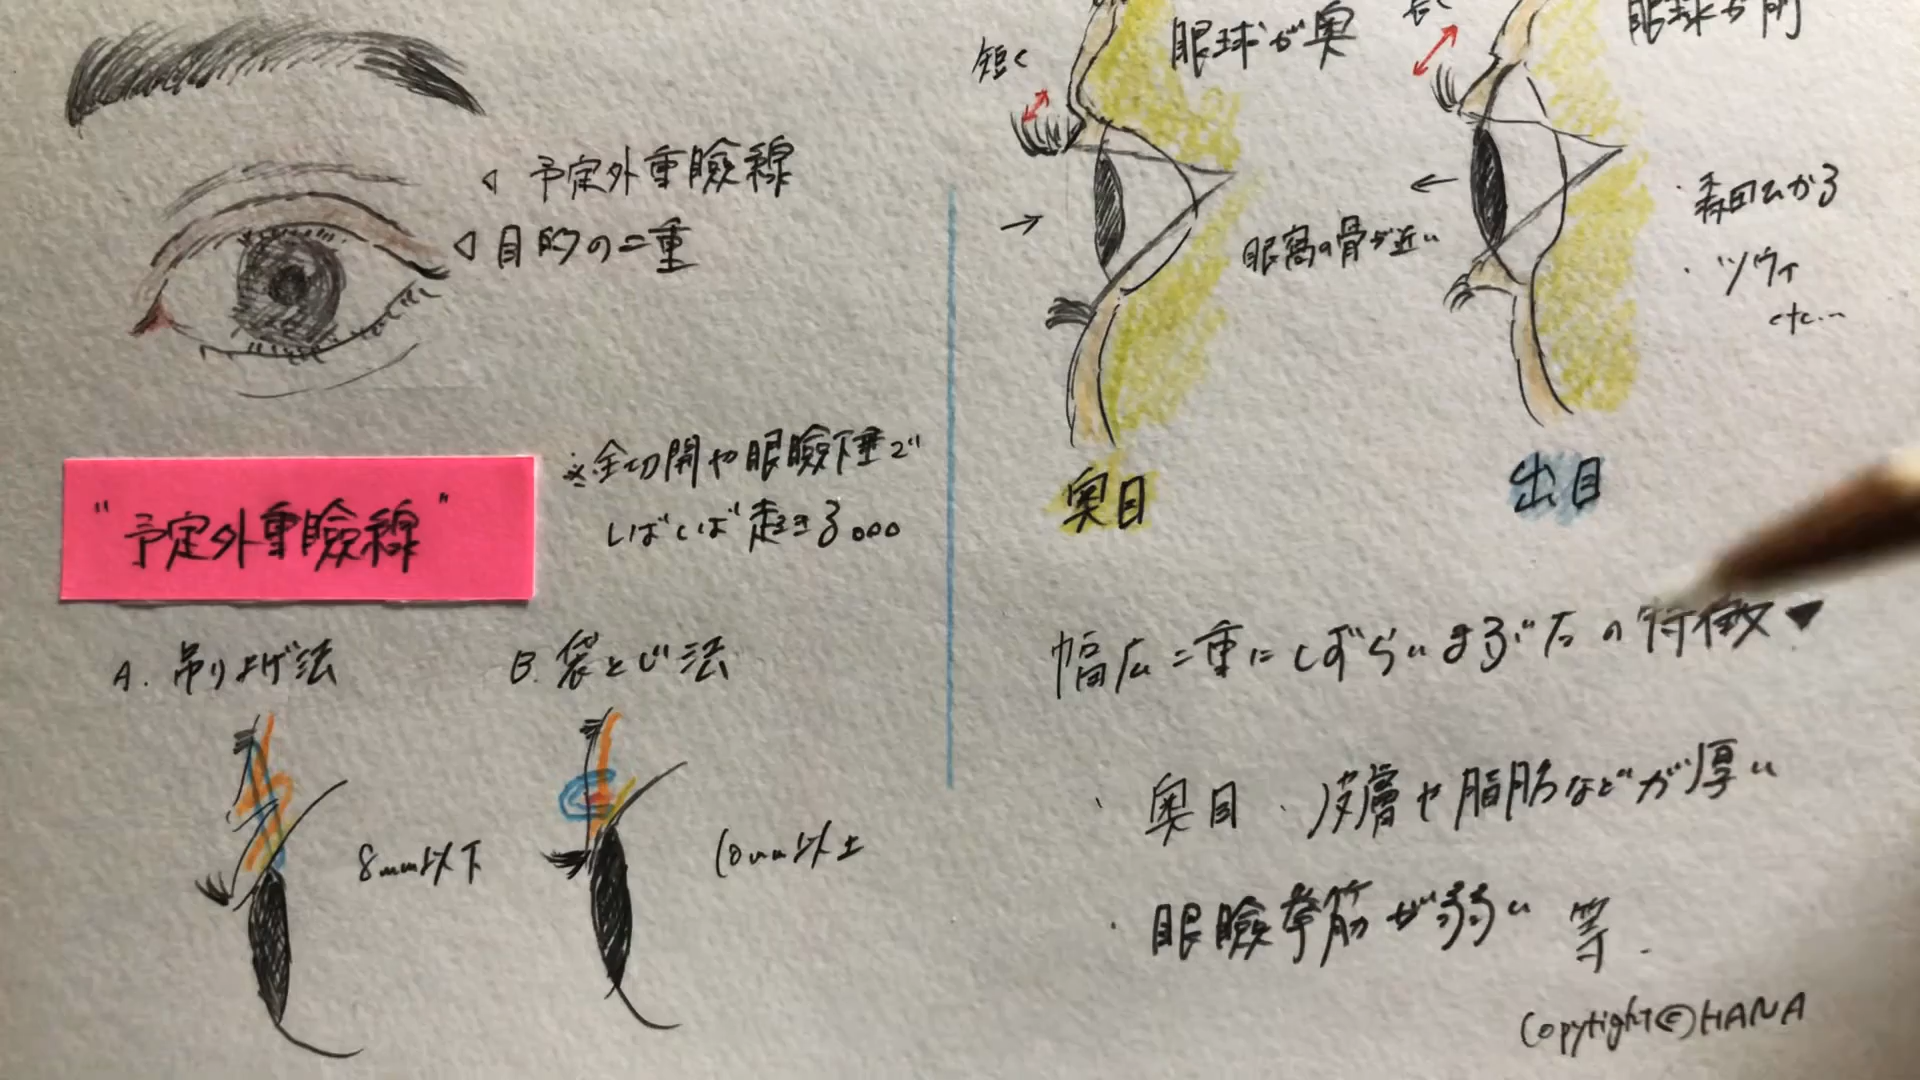 予定外重瞼線
目的の二重
"予定外重瞼線"
※全切開や眼瞼下垂で
しばしば起きる…
A. 吊り上げ法
B. 袋とじ法
8mm以下
10mm以上
短く
眼球が奥
長く
眼球が前
眼窩の骨が近い
・ツヴィ
etc...
奥目
出目
幅広二重にしずらいまぶたの特徴▼
・奥目・皮膚や脂肪などが厚い
・眼瞼挙筋が弱い 等.
Copyright©HANA